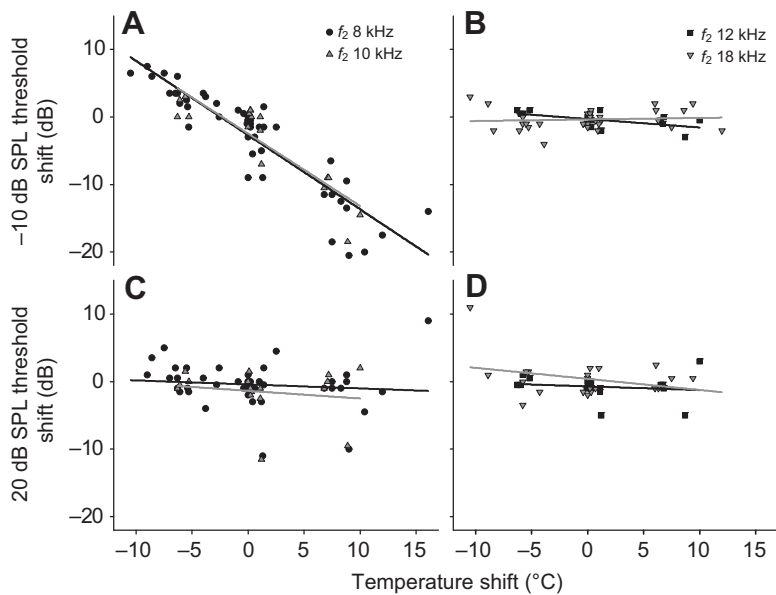 A
f2 8 kHz
f2 10 kHz
B
f2 12 kHz
f2 18 kHz
–10 dB SPL threshold
shift (dB)
10
0
–10
–20
C
D
20 dB SPL threshold
shift (dB)
10
0
–10
–20
–10 –5 0 5 10 15
–10 –5 0 5 10 15
Temperature shift (°C)